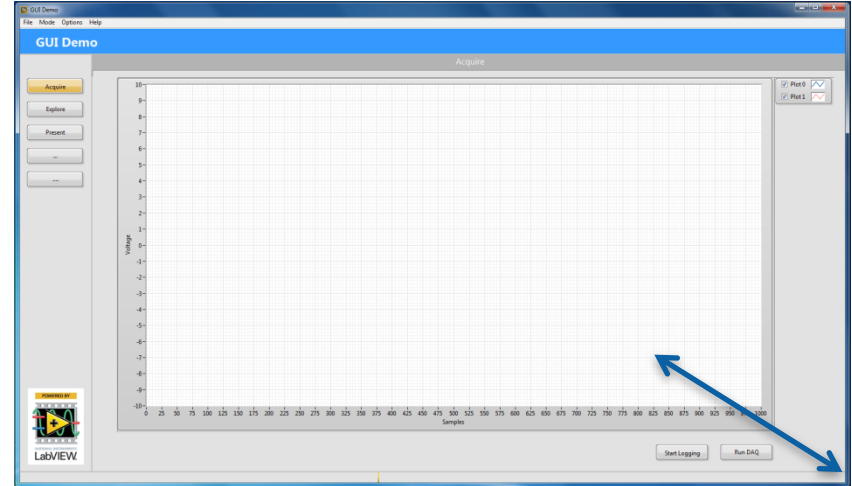 GUI Demo
File Mode Options Help
GUI Demo
Acquire
Acquire
Explore
Present
...
---
Plot 0
Plot 1
10
9
8
7
6
5
4
3
2
1
0
-1
-2
-3
-4
-5
-6
-7
-8
-9
-10
Voltage
0 25 50 75 100 125 150 175 200 225 250 275 300 325 350 375 400 425 450 475 500 525 550 575 600 625 650 675 700 725 750 775 800 825 850 875 900 925 950 1000
Samples
POWERED BY
LabVIEW
Start Logging
Run DAQ